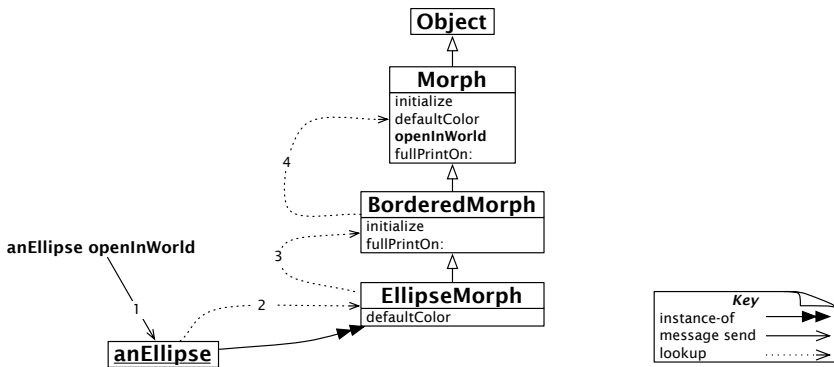 Object
Morph
initialize
defaultColor
openInWorld
fullPrintOn:
4
BorderedMorph
initialize
fullPrintOn:
anEllipse openInWorld
3
EllipseMorph
defaultColor
1
2
anEllipse
Key
instance-of
message send
lookup